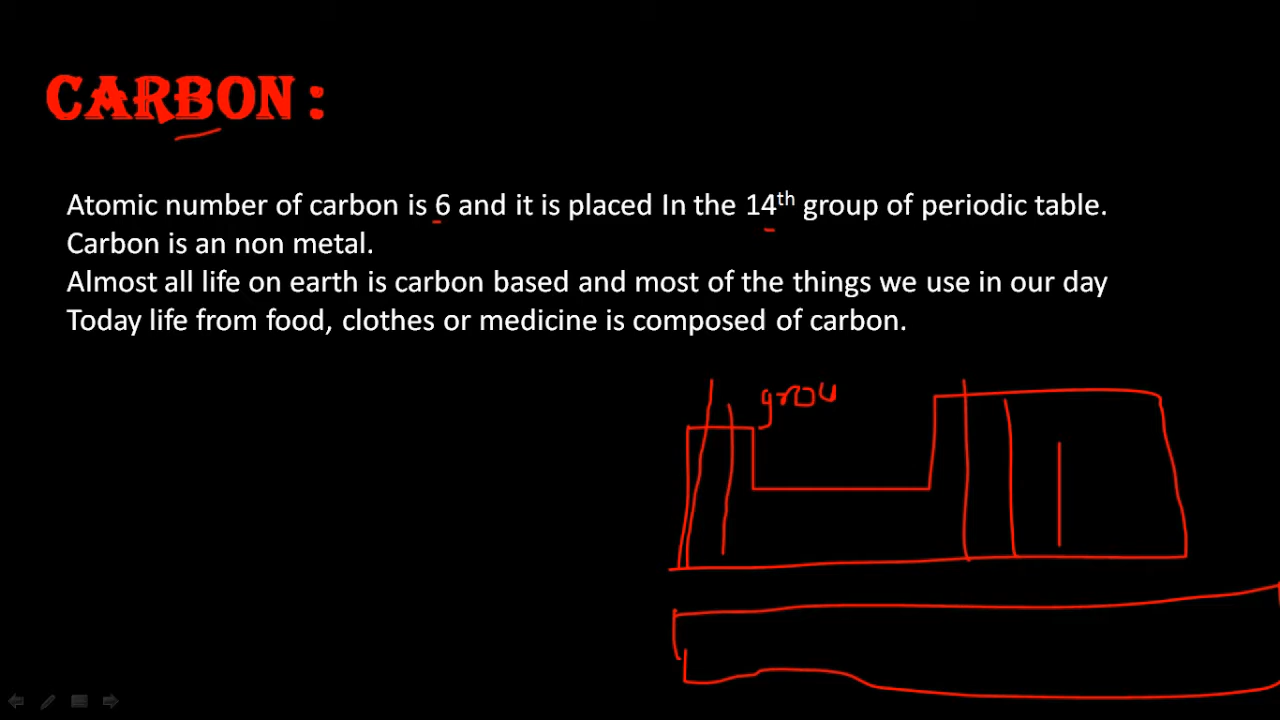 CARBON :
Atomic number of carbon is 6 and it is placed In the 14th group of periodic table.
Carbon is an non metal.
Almost all life on earth is carbon based and most of the things we use in our day
Today life from food, clothes or medicine is composed of carbon.
grou